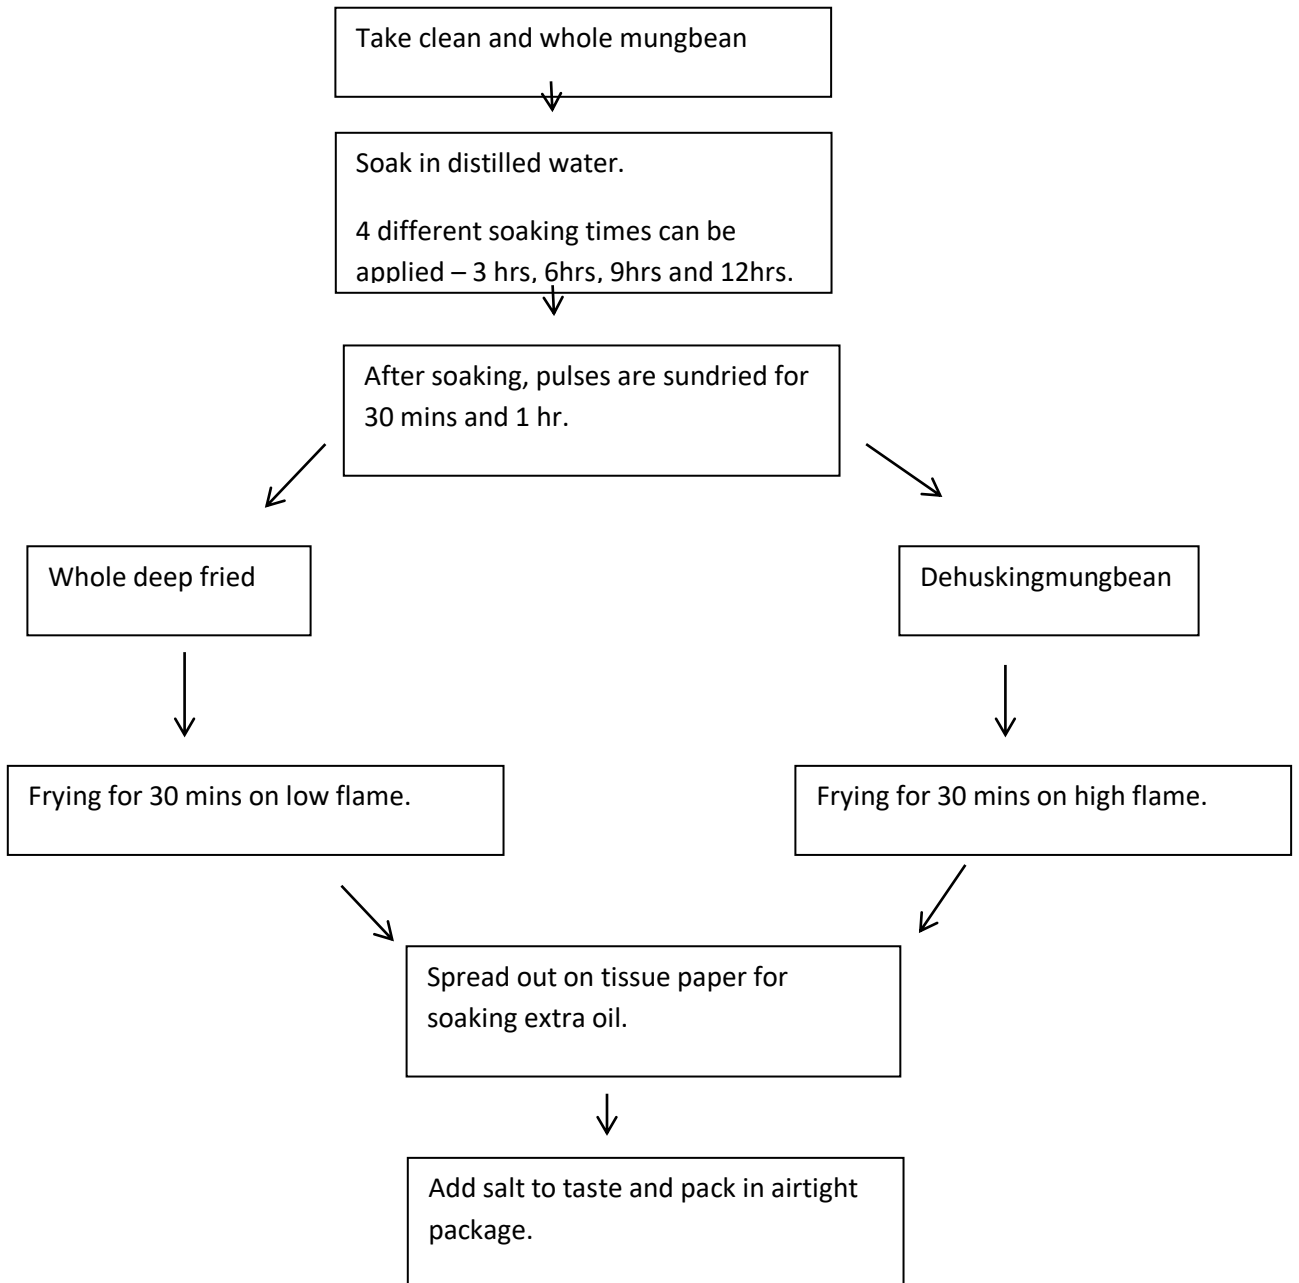 Take clean and whole mungbean
Soak in distilled water.
4 different soaking times can be
applied – 3 hrs, 6hrs, 9hrs and 12hrs.
After soaking, pulses are sundried for
30 mins and 1 hr.
Whole deep fried
Dehuskingmungbean
Frying for 30 mins on low flame.
Frying for 30 mins on high flame.
Spread out on tissue paper for
soaking extra oil.
Add salt to taste and pack in airtight
package.